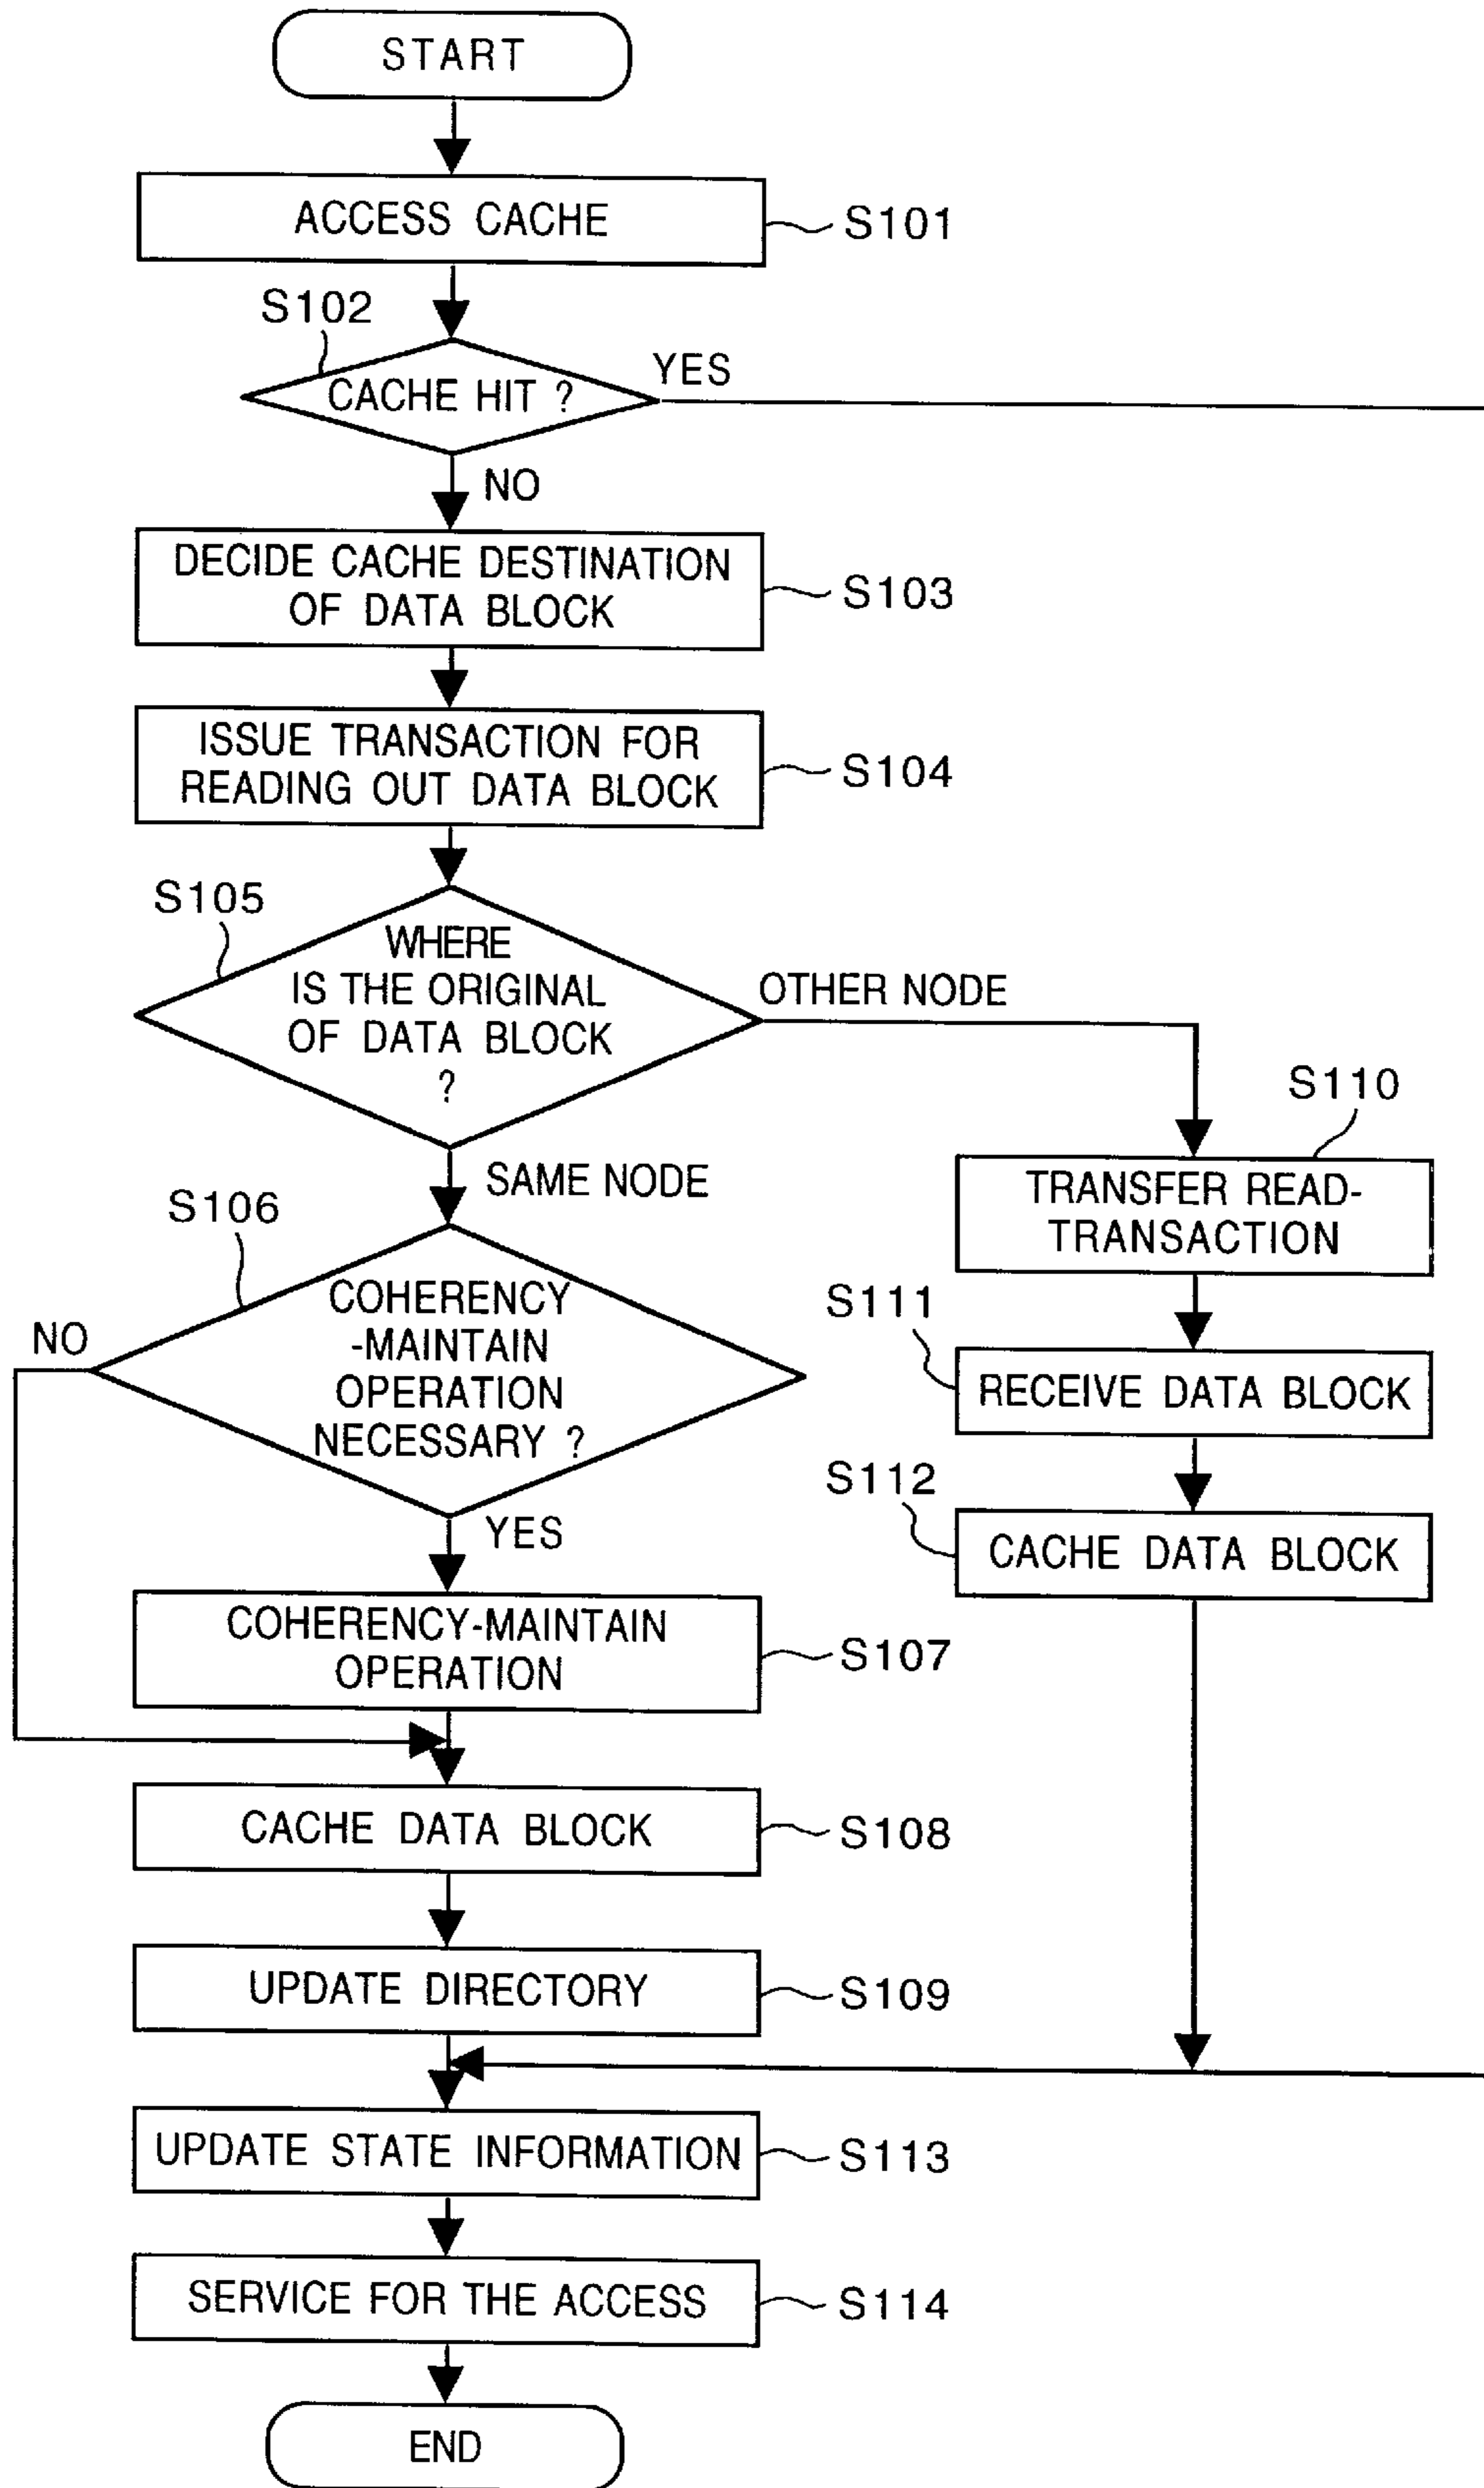 START
ACCESS CACHE
S101
S102
CACHE HIT ?
YES
NO
DECIDE CACHE DESTINATION
OF DATA BLOCK
S103
ISSUE TRANSACTION FOR
READING OUT DATA BLOCK
S104
S105
WHERE
IS THE ORIGINAL
OF DATA BLOCK
?
OTHER NODE
SAME NODE
S110
TRANSFER READ-
TRANSACTION
S106
COHERENCY
-MAINTAIN
OPERATION
NECESSARY ?
NO
YES
S111
RECEIVE DATA BLOCK
S112
CACHE DATA BLOCK
COHERENCY-MAINTAIN
OPERATION
S107
CACHE DATA BLOCK
S108
UPDATE DIRECTORY
S109
UPDATE STATE INFORMATION
S113
SERVICE FOR THE ACCESS
S114
END